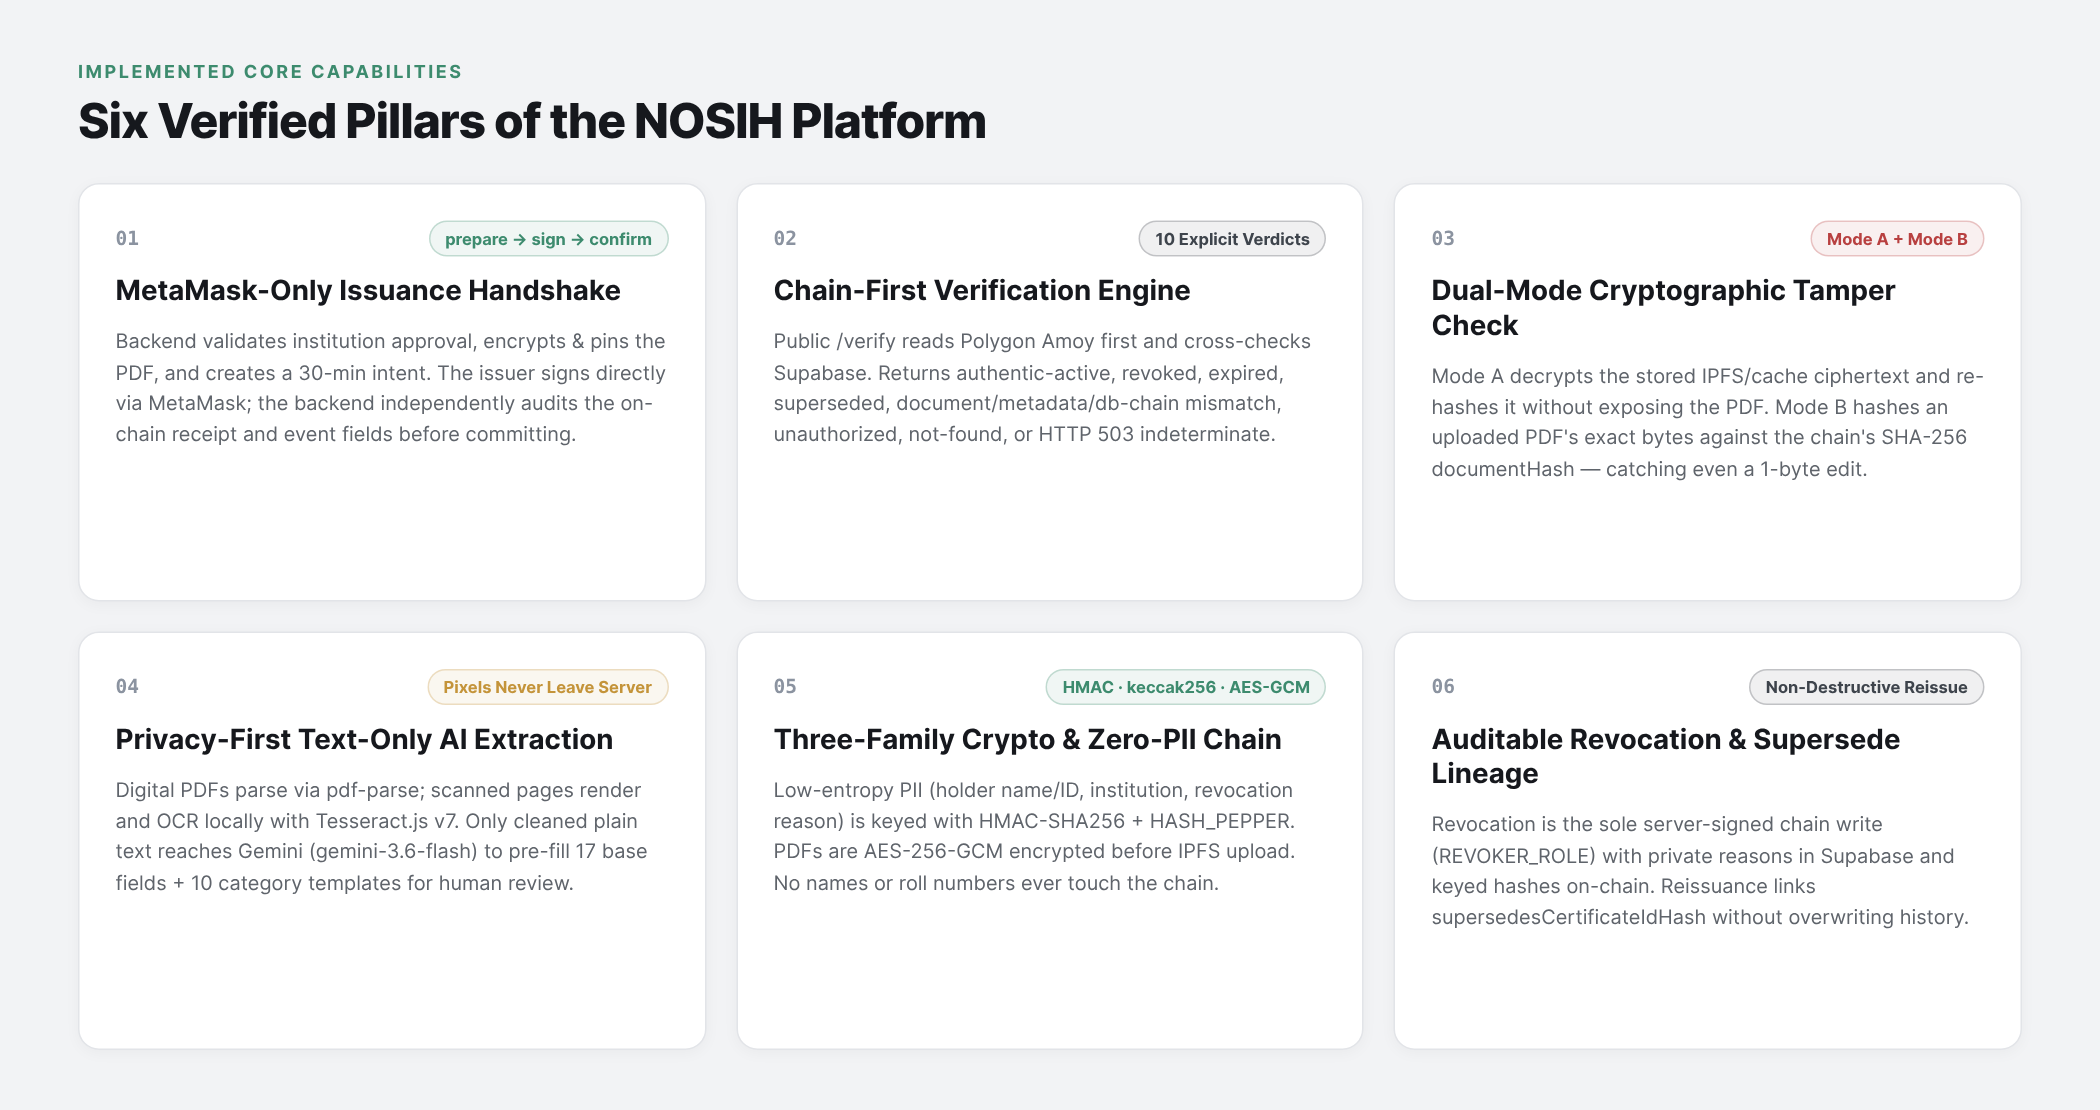 IMPLEMENTED CORE CAPABILITIES
Six Verified Pillars of the NOSIH Platform
01
prepare → sign → confirm
MetaMask-Only Issuance Handshake
Backend validates institution approval, encrypts & pins the
PDF, and creates a 30-min intent. The issuer signs directly
via MetaMask; the backend independently audits the on-
chain receipt and event fields before committing.
02
10 Explicit Verdicts
Chain-First Verification Engine
Public /verify reads Polygon Amoy first and cross-checks
Supabase. Returns authentic-active, revoked, expired,
superseded, document/metadata/db-chain mismatch,
unauthorized, not-found, or HTTP 503 indeterminate.
03
Mode A + Mode B
Dual-Mode Cryptographic Tamper
Check
Mode A decrypts the stored IPFS/cache ciphertext and re-
hashes it without exposing the PDF. Mode B hashes an
uploaded PDF's exact bytes against the chain's SHA-256
documentHash — catching even a 1-byte edit.
04
Pixels Never Leave Server
Privacy-First Text-Only AI Extraction
Digital PDFs parse via pdf-parse; scanned pages render
and OCR locally with Tesseract.js v7. Only cleaned plain
text reaches Gemini (gemini-3.6-flash) to pre-fill 17 base
fields + 10 category templates for human review.
05
HMAC · keccak256 · AES-GCM
Three-Family Crypto & Zero-PII Chain
Low-entropy PII (holder name/ID, institution, revocation
reason) is keyed with HMAC-SHA256 + HASH_PEPPER.
PDFs are AES-256-GCM encrypted before IPFS upload.
No names or roll numbers ever touch the chain.
06
Non-Destructive Reissue
Auditable Revocation & Supersede
Lineage
Revocation is the sole server-signed chain write
(REVOKER_ROLE) with private reasons in Supabase and
keyed hashes on-chain. Reissuance links
supersedesCertificateIdHash without overwriting history.